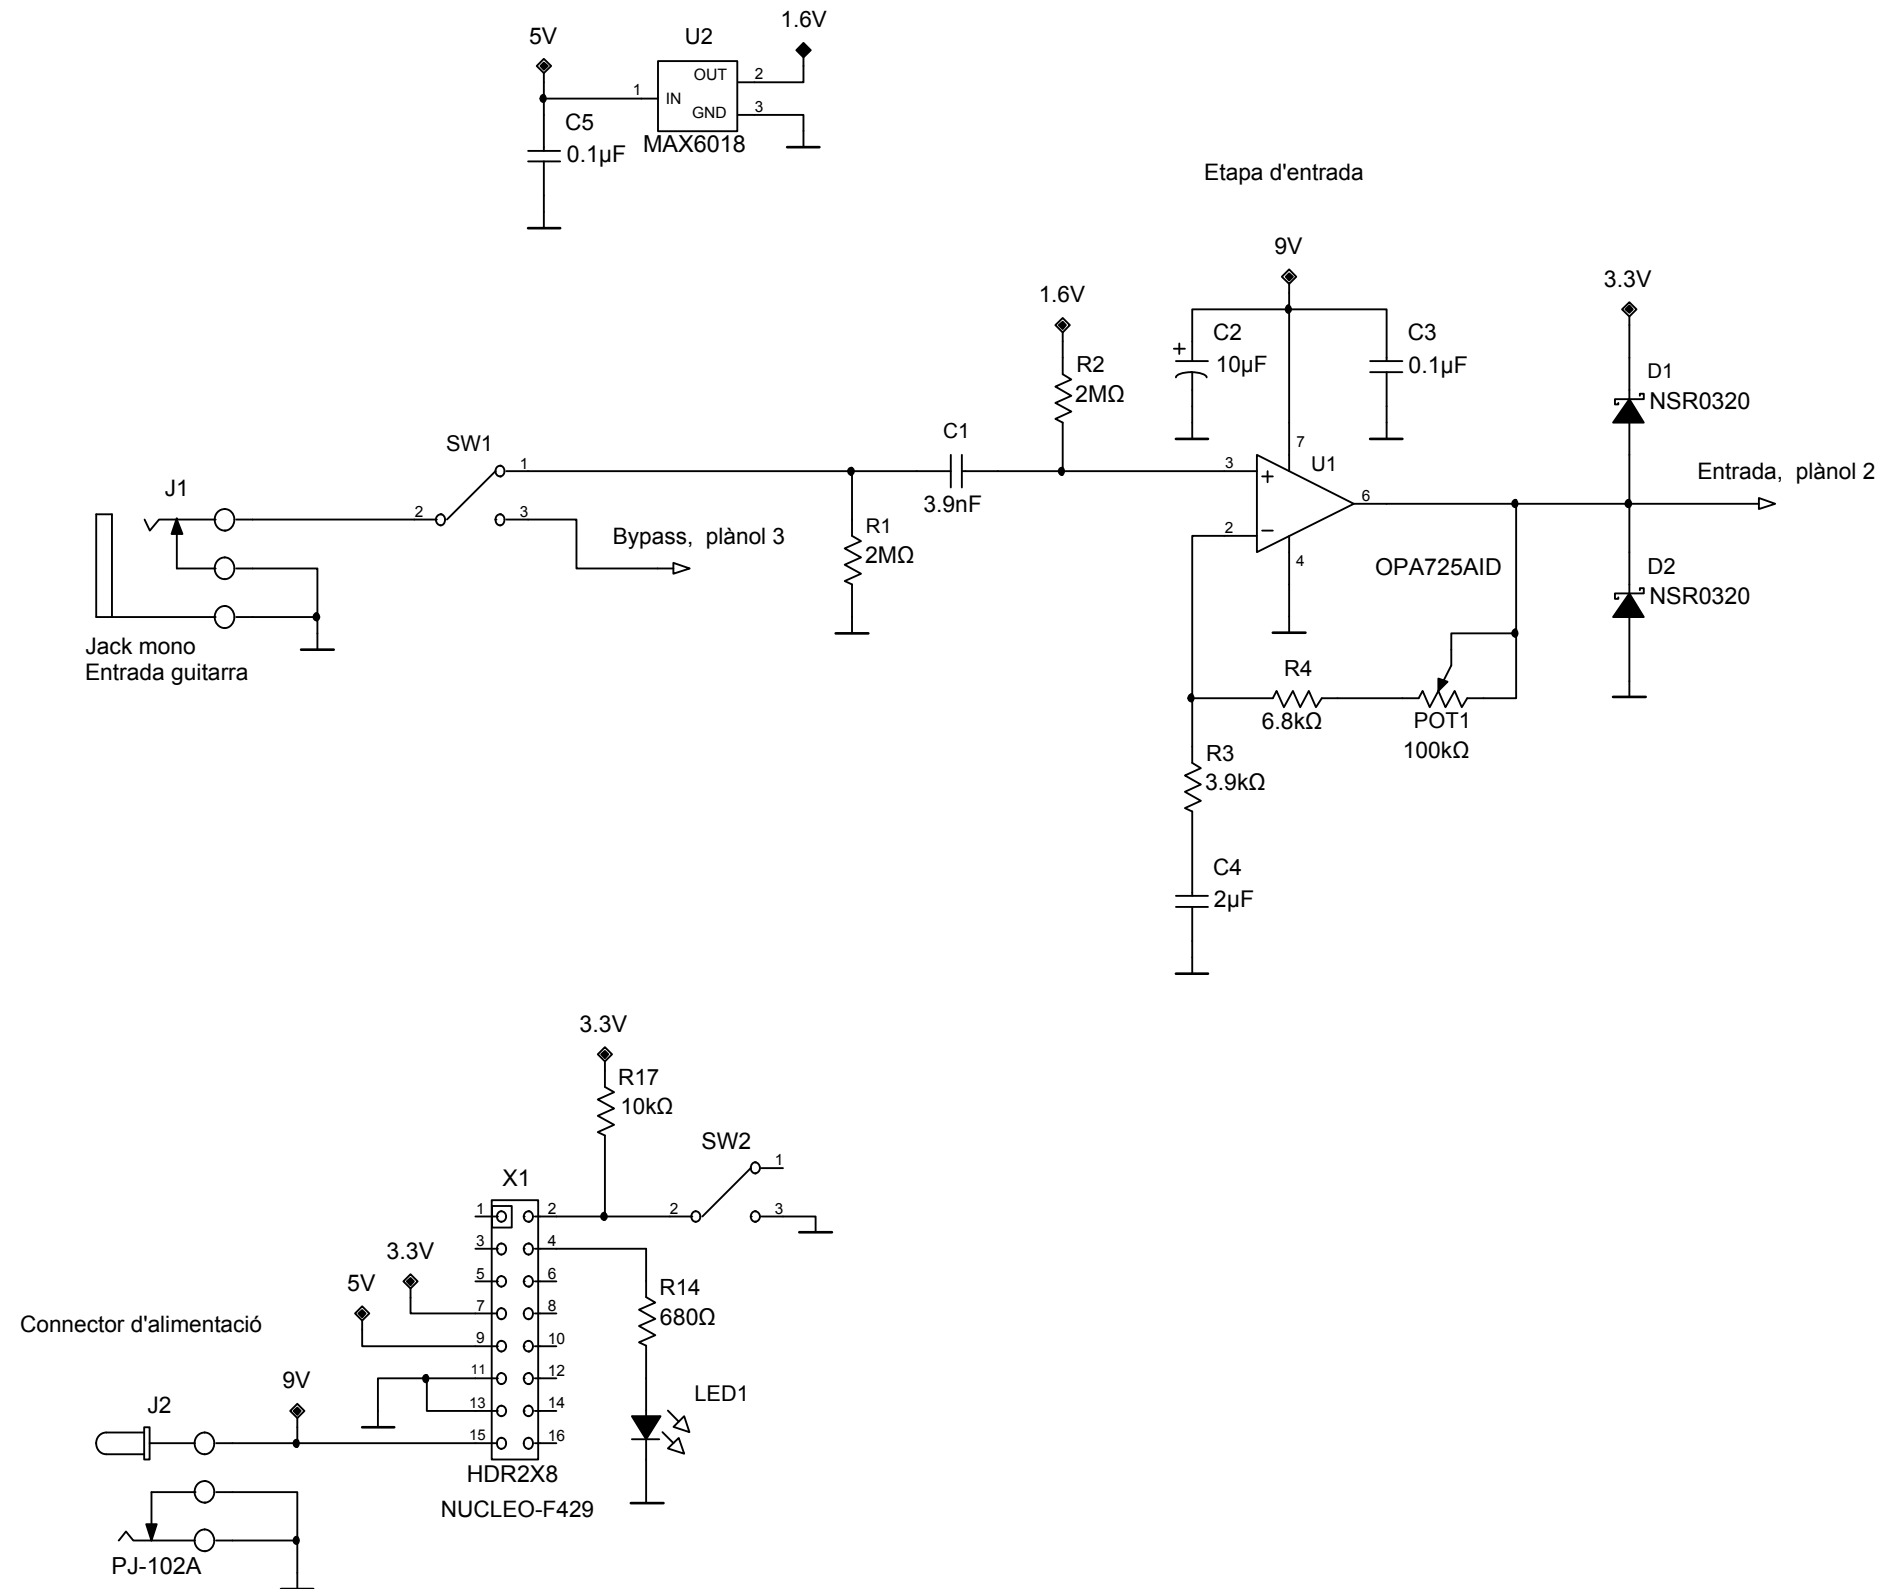 1.6V
5V
U2
OUT
2
1
IN
GND
3
C5
0.1µF
MAX6018
Etapa d'entrada
9V
3.3V
1.6V
C2
10µF
+
C3
0.1µF
R2
2MΩ
D1
NSR0320
SW1
1
C1
3.9nF
3
+
7
U1
Entrada, plànol 2
J1
2
3
Bypass, plànol 3
R1
2MΩ
2
−
6
4
OPA725AID
D2
NSR0320
Jack mono
Entrada guitarra
R4
6.8kΩ
POT1
100kΩ
R3
3.9kΩ
C4
2µF
3.3V
R17
10kΩ
SW2
1
X1
1
2
2
3
3
4
3.3V
5
6
5V
7
8
R14
680Ω
Connector d'alimentació
9
10
11
12
9V
LED1
J2
13
14
15
16
HDR2X8
NUCLEO-F429
PJ-102A